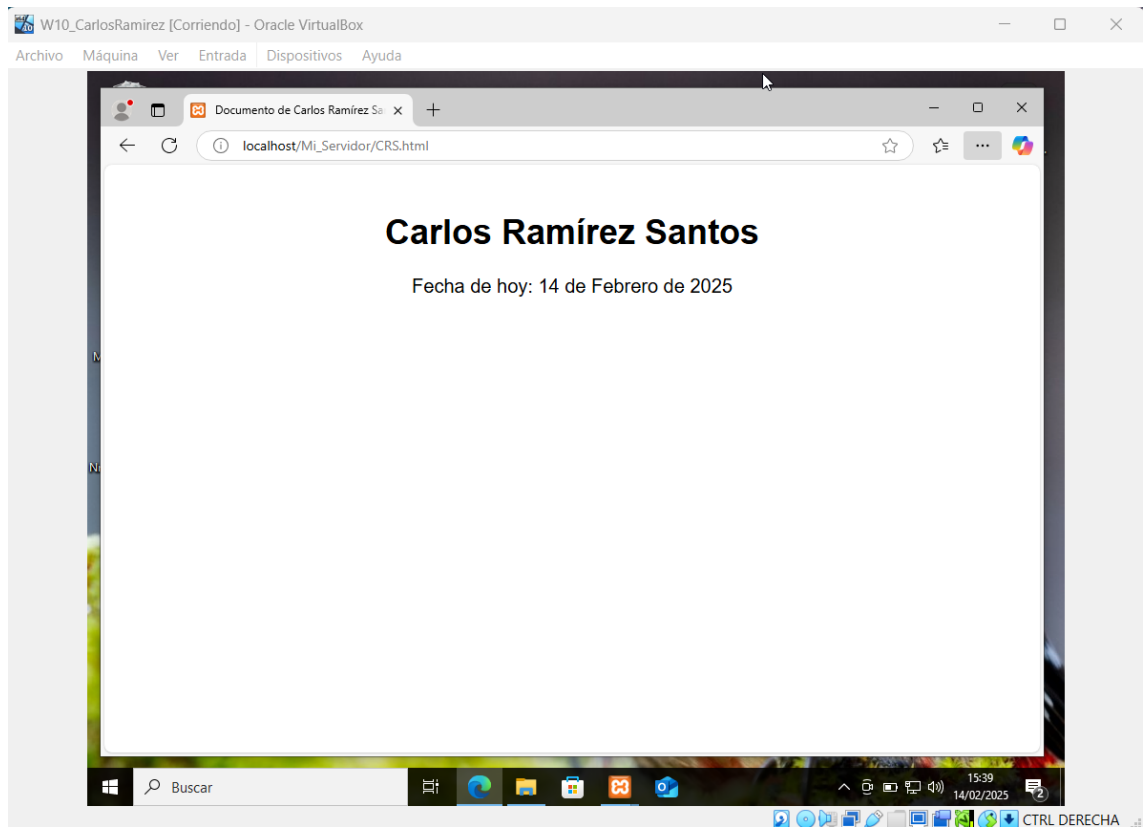 W10_CarlosRamirez [Corriendo] - Oracle VirtualBox
Archivo Máquina Ver Entrada Dispositivos Ayuda
Documento de Carlos Ramírez Sa
localhost/Mi_Servidor/CRS.html
Carlos Ramírez Santos
Fecha de hoy: 14 de Febrero de 2025
Buscar
15:39
14/02/2025
2
CTRL DERECHA